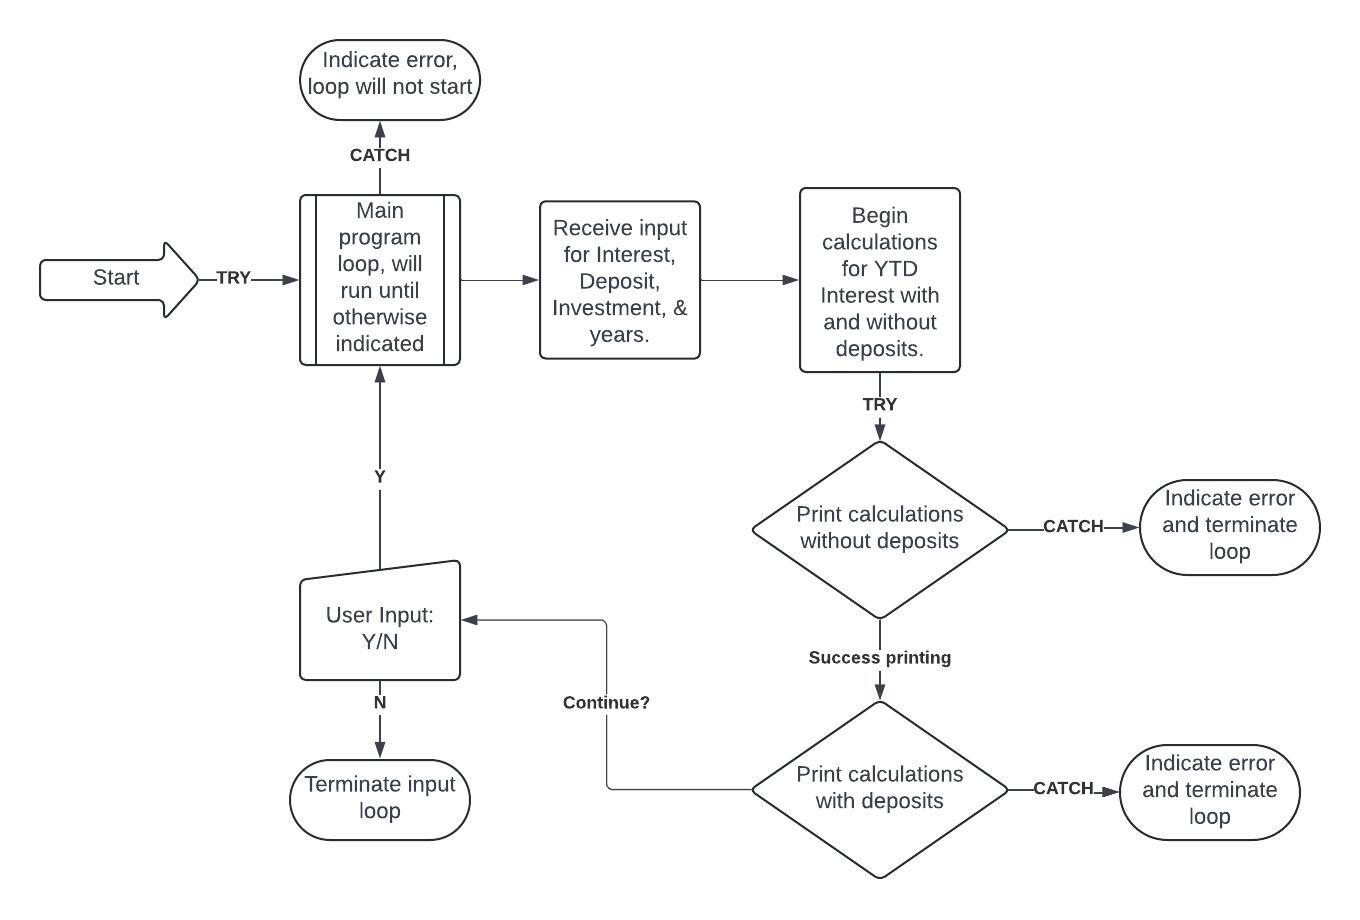 Indicate error,
loop will not start
CATCH
Start
TRY
Main
program
loop, will
run until
otherwise
indicated
Receive input
for Interest,
Deposit,
Investment, &
years.
Begin
calculations
for YTD
Interest with
and without
deposits.
TRY
Print calculations
without deposits
CATCH
Indicate error
and terminate
loop
Success printing
Print calculations
with deposits
CATCH
Indicate error
and terminate
loop
Continue?
User Input:
Y/N
Y
N
Terminate input
loop